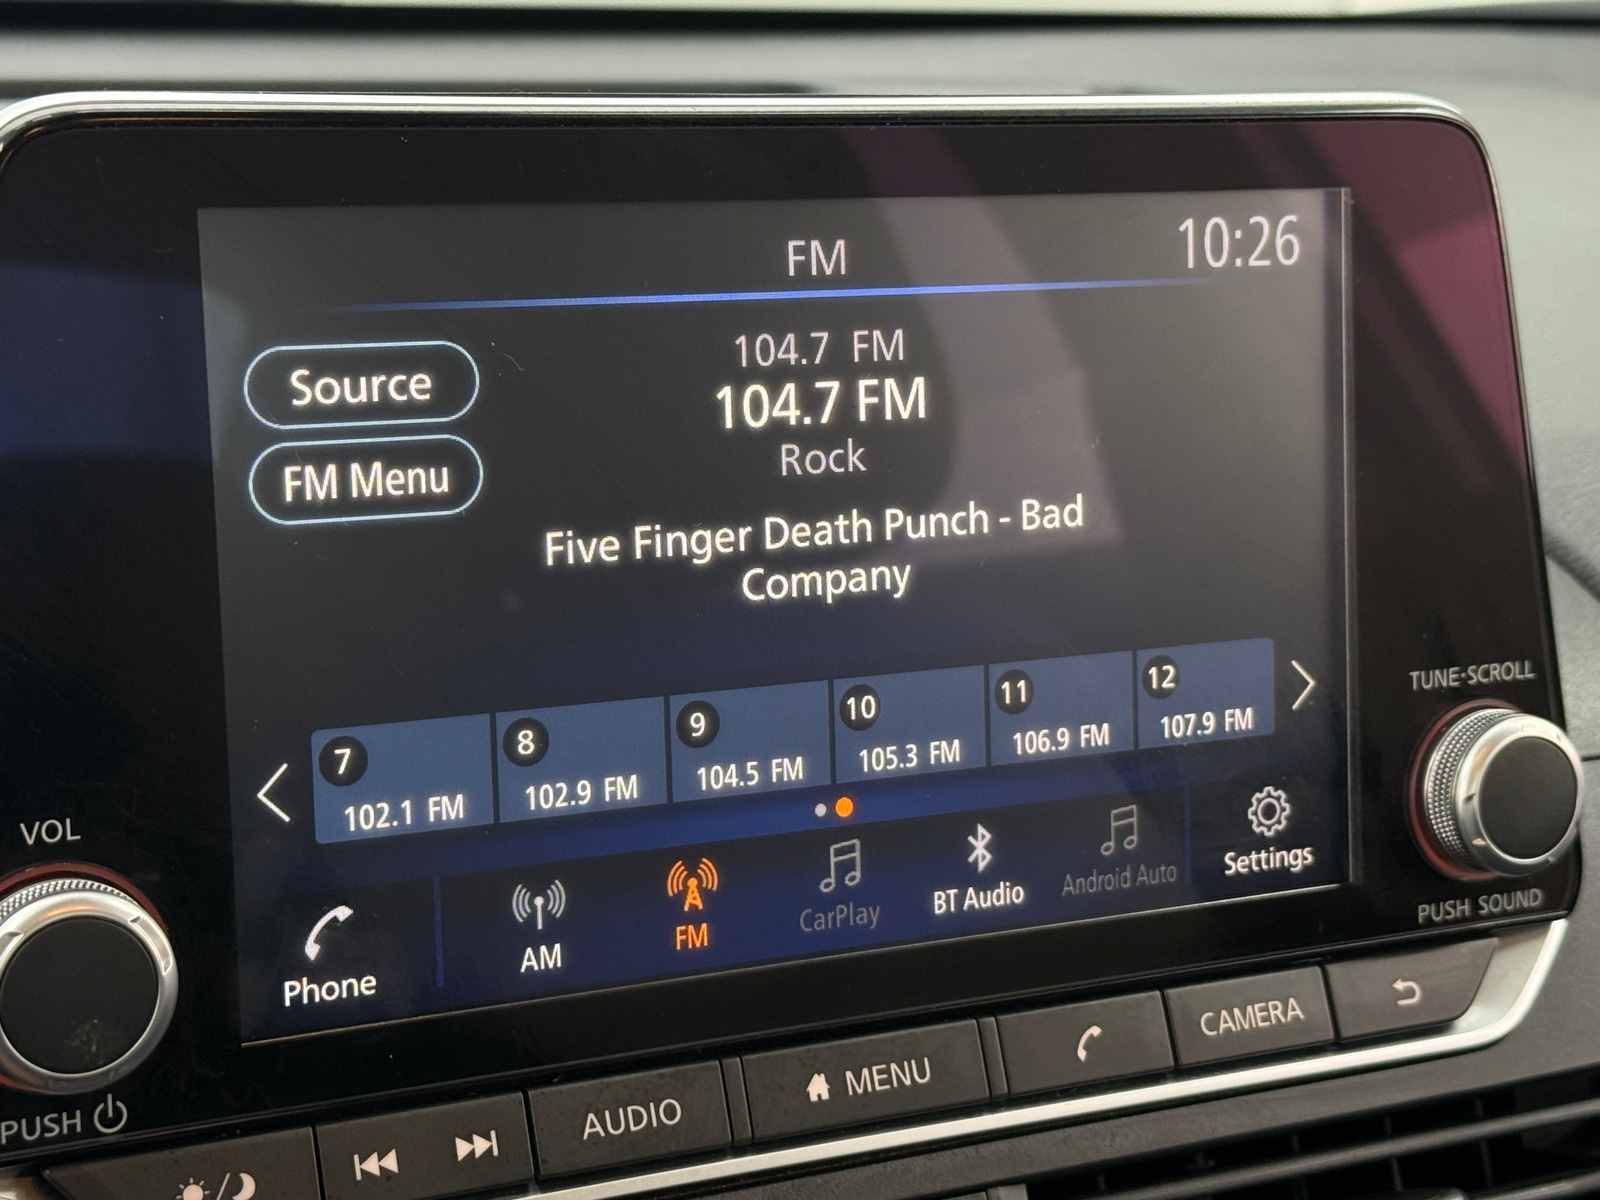 FM
10:26
Source
FM Menu
104.7 FM
104.7 FM
Rock
Five Finger Death Punch - Bad
Company
7
102.1 FM
8
102.9 FM
9
104.5 FM
10
105.3 FM
11
106.9 FM
12
107.9 FM
Phone
AM
FM
CarPlay
BT Audio
Android Auto
Settings
VOL
PUSH
TUNE·SCROLL
PUSH SOUND
AUDIO
MENU
CAMERA